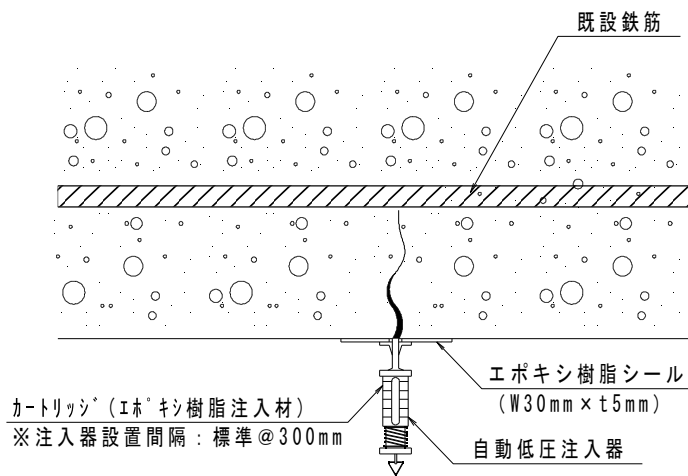 既設鉄筋
エポキシ樹脂シール
(W30mm×t5mm)
ｶｰﾄﾘｯｼﾞ(ｴﾎﾟｷｼ樹脂注入材)
※注入器設置間隔：標準@300mm
自動低圧注入器